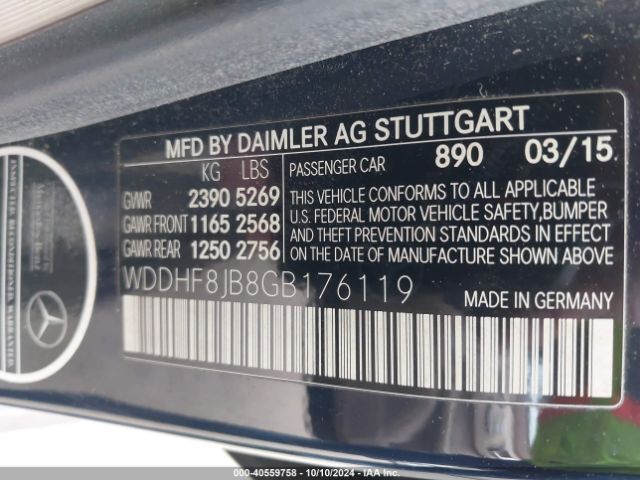 MFD BY DAIMLER AG STUTTGART
KG LBS
GVWR 2390 5269
GAWR FRONT 1165 2568
GAWR REAR 1250 2756
PASSENGER CAR 890 03/15
THIS VEHICLE CONFORMS TO ALL APPLICABLE
U.S. FEDERAL MOTOR VEHICLE SAFETY,BUMPER
AND THEFT PREVENTION STANDARDS IN EFFECT
ON THE DATE OF MANUFACTURE SHOWN ABOVE
WDDHF8JB8GB176119
MADE IN GERMANY
000-40559758 - 10/10/2024 - IAA Inc.